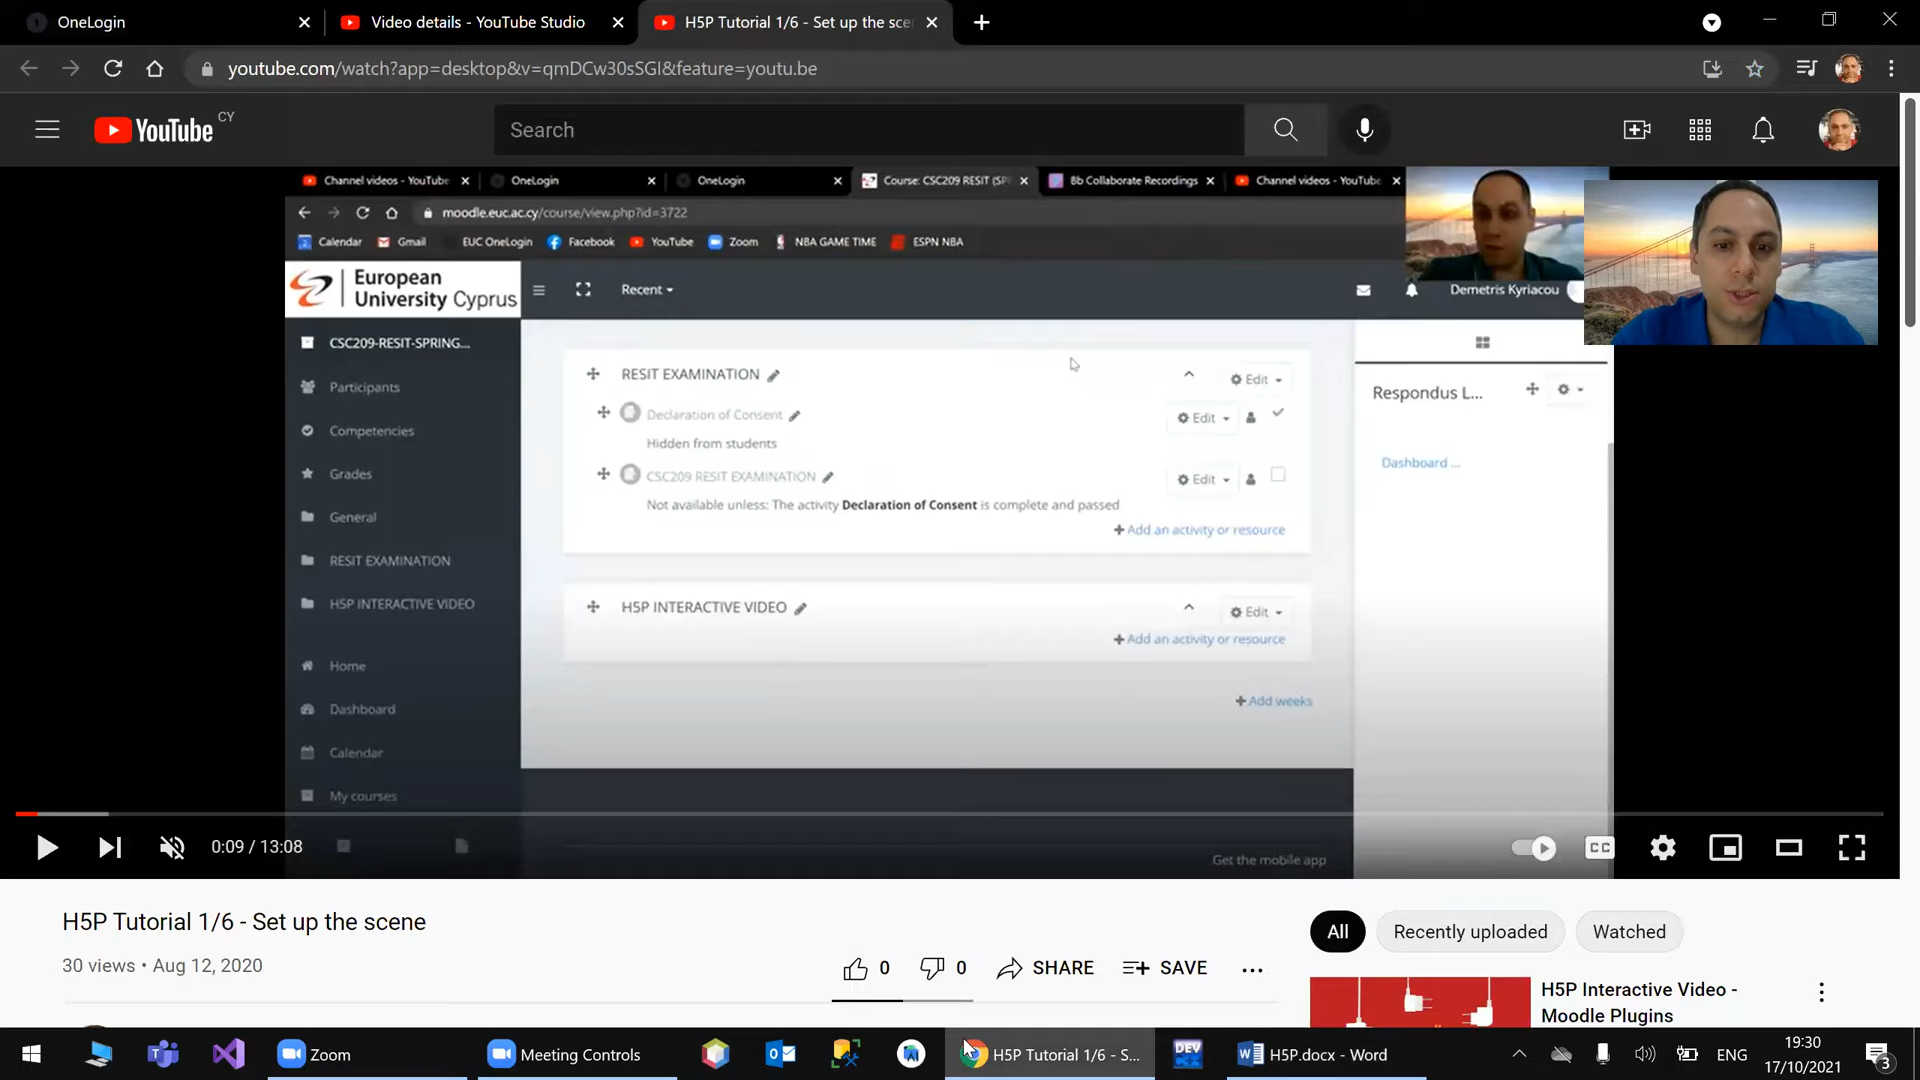 OneLogin
Video details - YouTube Studio
H5P Tutorial 1/6 - Set up the sce
youtube.com/watch?app=desktop&v=qmDCw30sSGI&feature=youtu.be
YouTube CY
Search
Channel videos - YouTube
OneLogin
OneLogin
Course: CSC209 RESIT (SP
Bb Collaborate Recordings
Channel videos - YouTube
moodle.euc.ac.cy/course/view.php?id=3722
Calendar
Gmail
EUC OneLogin
Facebook
YouTube
Zoom
NBA GAME TIME
ESPN NBA
European
University Cyprus
Recent
Demetris Kyriacou
CSC209-RESIT-SPRING...
Participants
Competencies
Grades
General
RESIT EXAMINATION
H5P INTERACTIVE VIDEO
Home
Dashboard
Calendar
My courses
RESIT EXAMINATION
Edit
Declaration of Consent
Edit
Hidden from students
CSC209 RESIT EXAMINATION
Edit
Not available unless: The activity Declaration of Consent is complete and passed
Add an activity or resource
H5P INTERACTIVE VIDEO
Edit
Add an activity or resource
Add weeks
Respondus L...
Dashboard ...
Get the mobile app
0:09 / 13:08
CC
H5P Tutorial 1/6 - Set up the scene
30 views • Aug 12, 2020
0
0
SHARE
SAVE
All
Recently uploaded
Watched
H5P Interactive Video -
Moodle Plugins
Zoom
Meeting Controls
H5P Tutorial 1/6 - S...
DEV
H5P.docx - Word
ENG
19:30
17/10/2021
3